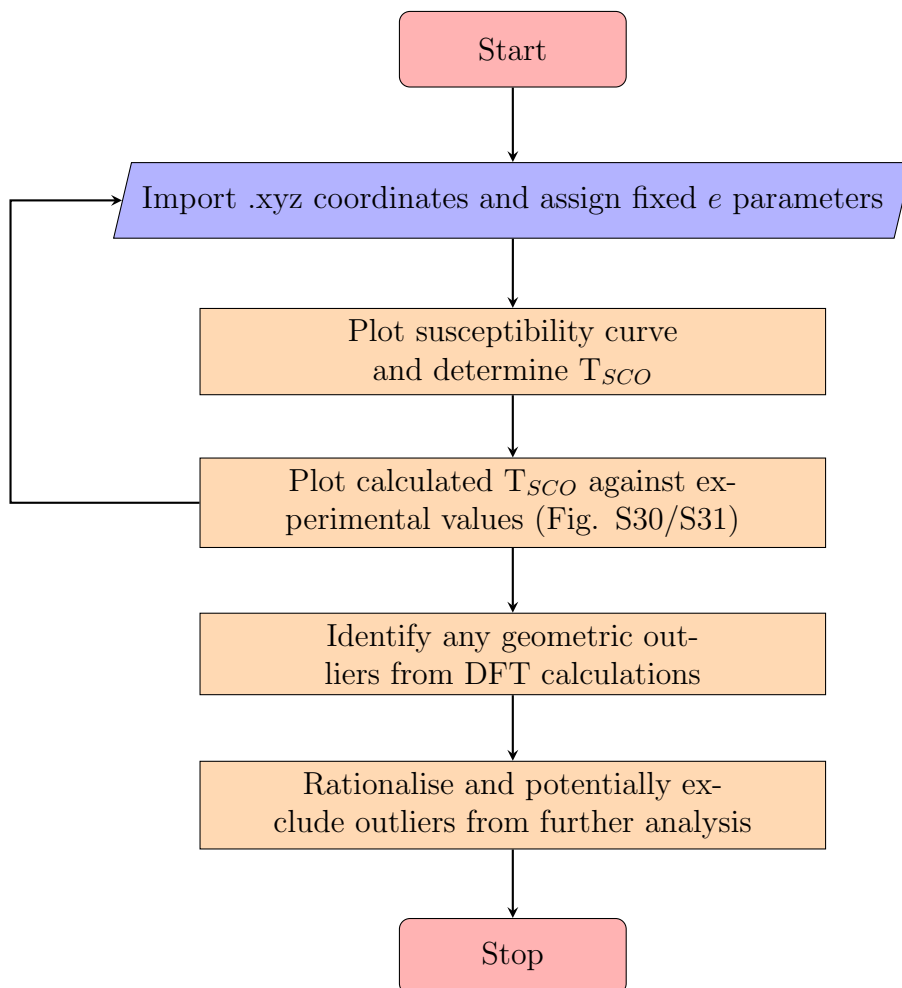 Start
Import .xyz coordinates and assign fixed e parameters
Plot susceptibility curve
and determine T_SCO
Plot calculated T_SCO against ex-
perimental values (Fig. S30/S31)
Identify any geometric out-
liers from DFT calculations
Rationalise and potentially ex-
clude outliers from further analysis
Stop